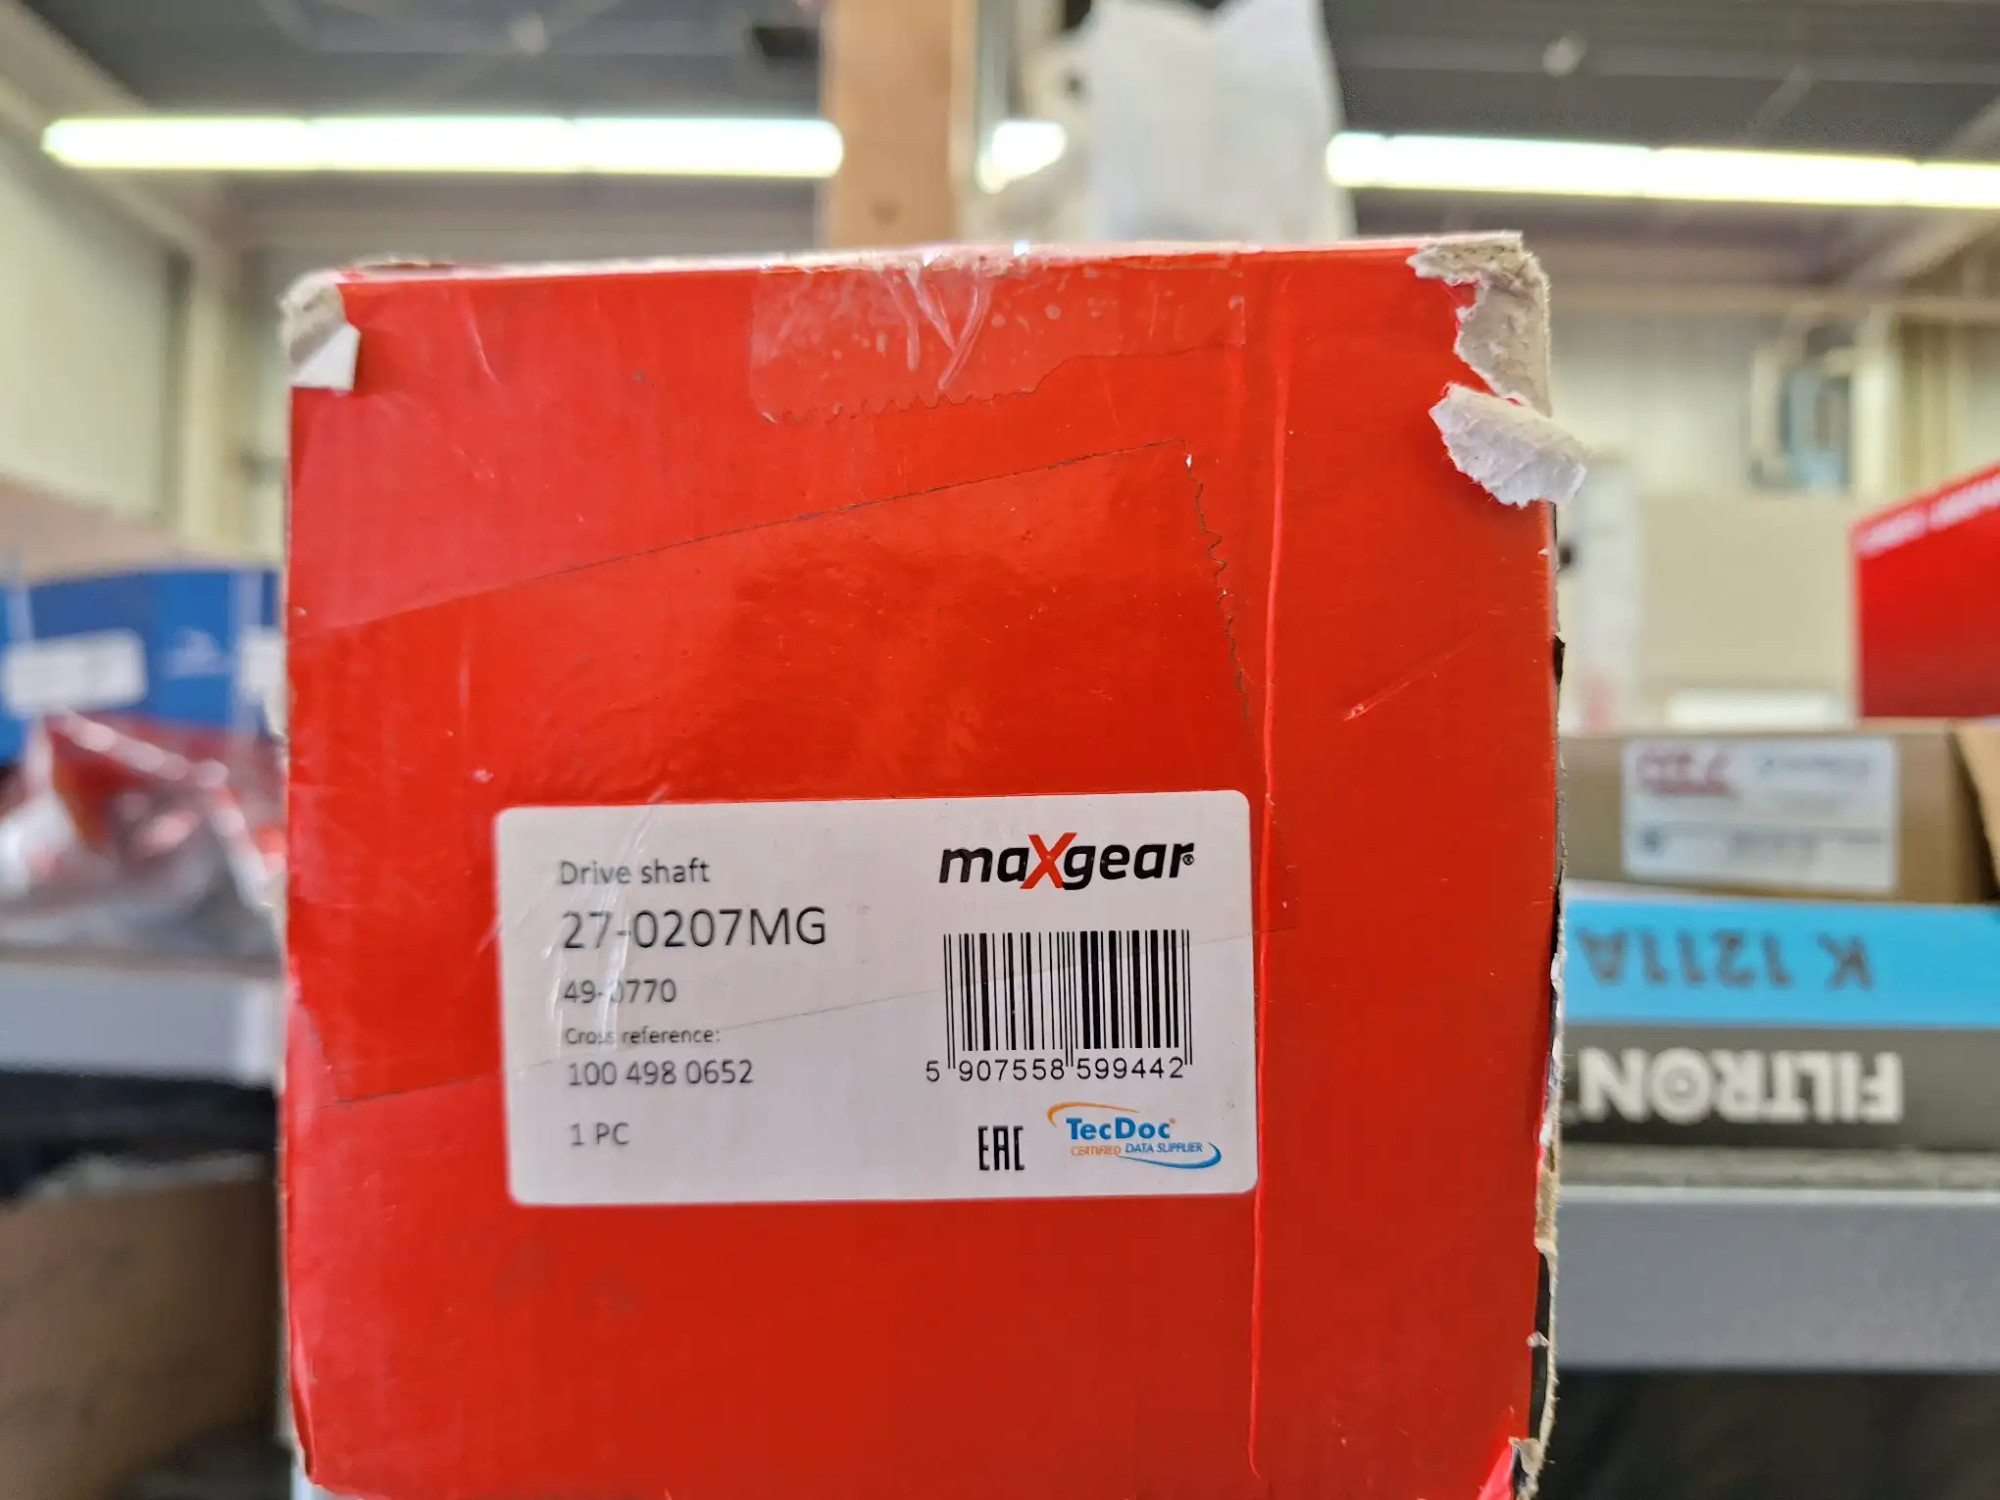 Drive shaft
27-0207MG
49-0770
Cross reference:
100 498 0652
1 PC
maXgear®
5 907558 599442
EAC
TecDoc®
CERTIFIED DATA SUPPLIER
K 1211A
FILTRON™